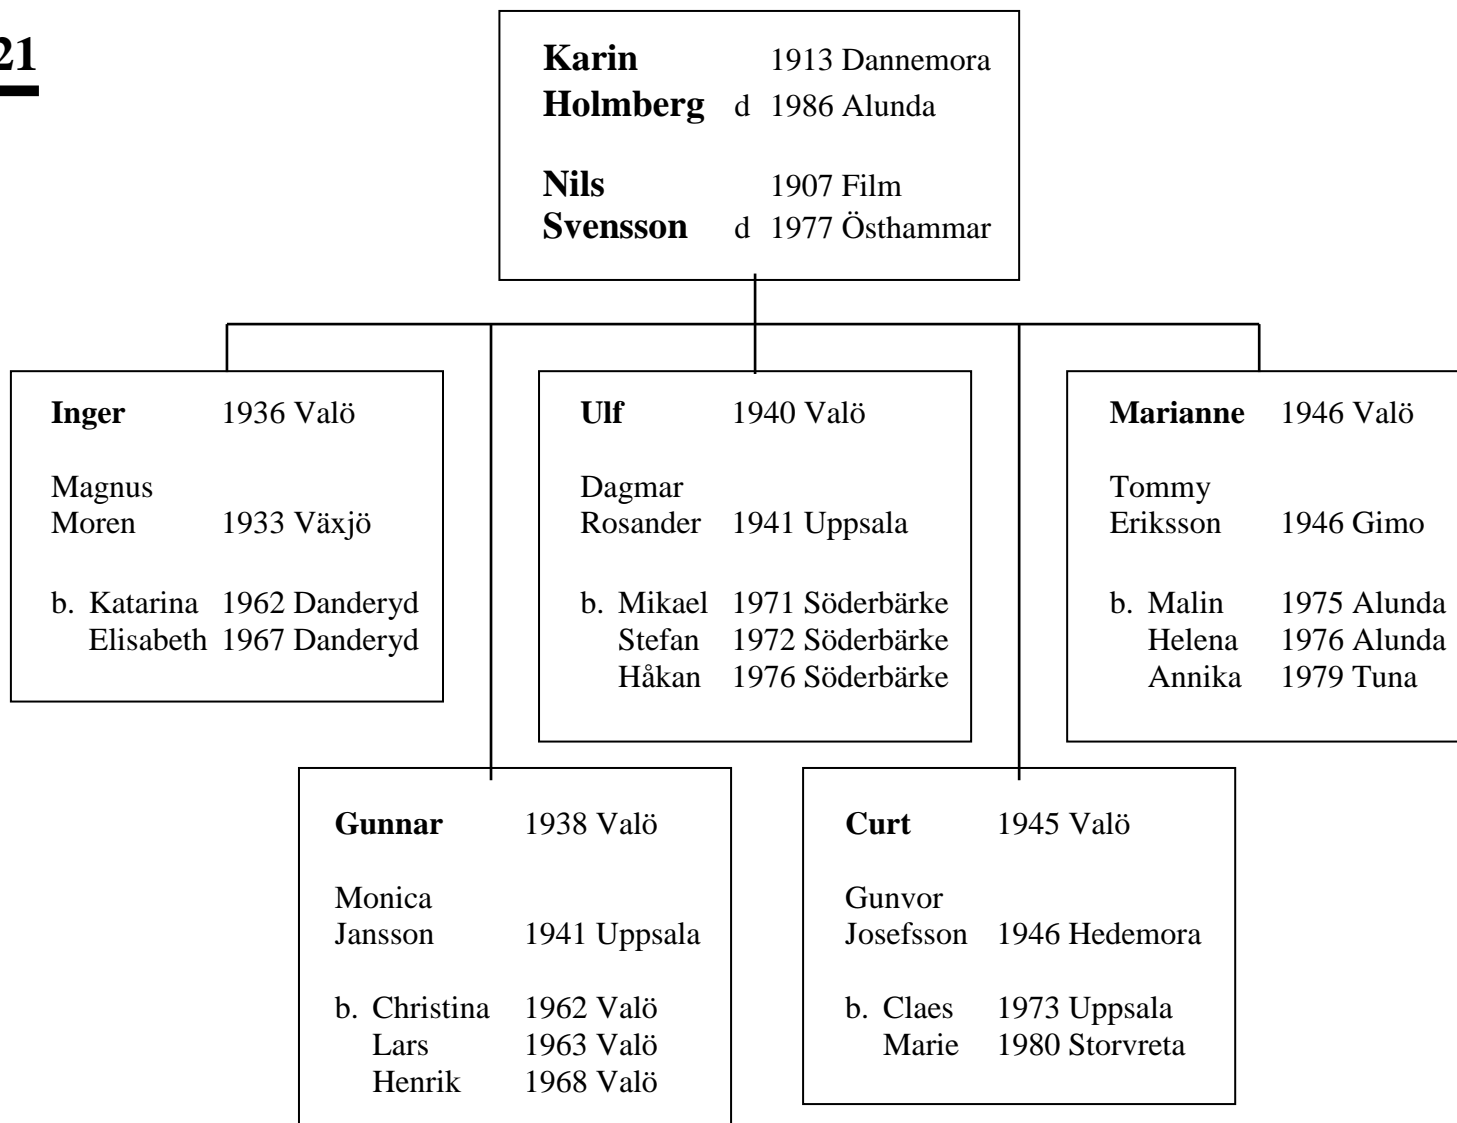 21
Karin 1913 Dannemora
Holmberg d 1986 Alunda
Nils 1907 Film
Svensson d 1977 Östhammar
Inger 1936 Valö
Magnus
Moren 1933 Växjö
b. Katarina 1962 Danderyd
Elisabeth 1967 Danderyd
Ulf 1940 Valö
Dagmar
Rosander 1941 Uppsala
b. Mikael 1971 Söderbärke
Stefan 1972 Söderbärke
Håkan 1976 Söderbärke
Marianne 1946 Valö
Tommy
Eriksson 1946 Gimo
b. Malin 1975 Alunda
Helena 1976 Alunda
Annika 1979 Tuna
Gunnar 1938 Valö
Monica
Jansson 1941 Uppsala
b. Christina 1962 Valö
Lars 1963 Valö
Henrik 1968 Valö
Curt 1945 Valö
Gunvor
Josefsson 1946 Hedemora
b. Claes 1973 Uppsala
Marie 1980 Storvreta